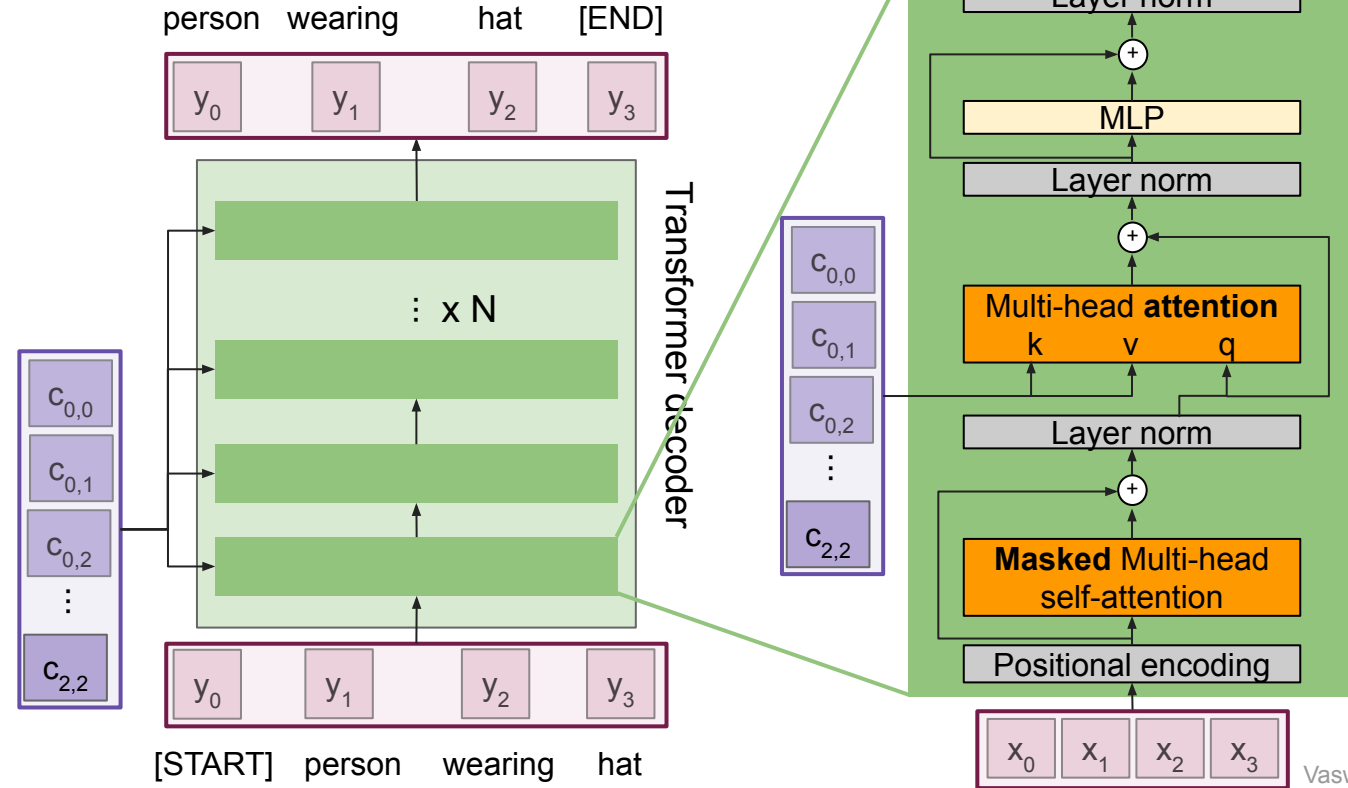 person wearing hat [END]
y0 y1 y2 y3
Transformer decoder
⋮ x N
c0,0
c0,1
c0,2
⋮
c2,2
y0 y1 y2 y3
[START] person wearing hat
Layer norm
+
MLP
Layer norm
+
Multi-head attention
k v q
c0,0
c0,1
c0,2
⋮
c2,2
Layer norm
+
Masked Multi-head
self-attention
Positional encoding
x0 x1 x2 x3